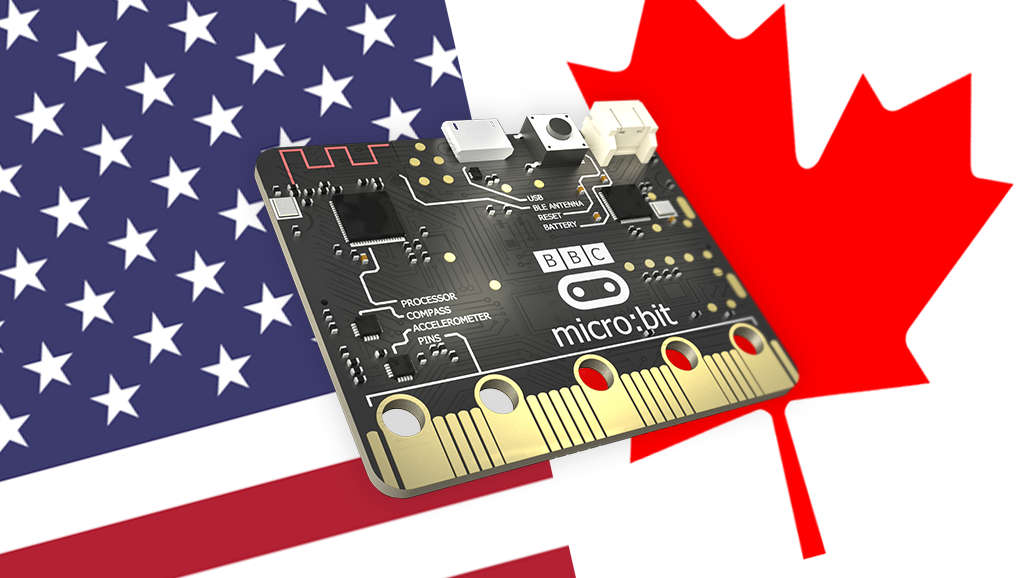 USB
BLE ANTENNA
RESET
BATTERY
BBC
micro:bit
PROCESSOR
COMPASS
ACCELEROMETER
PINS